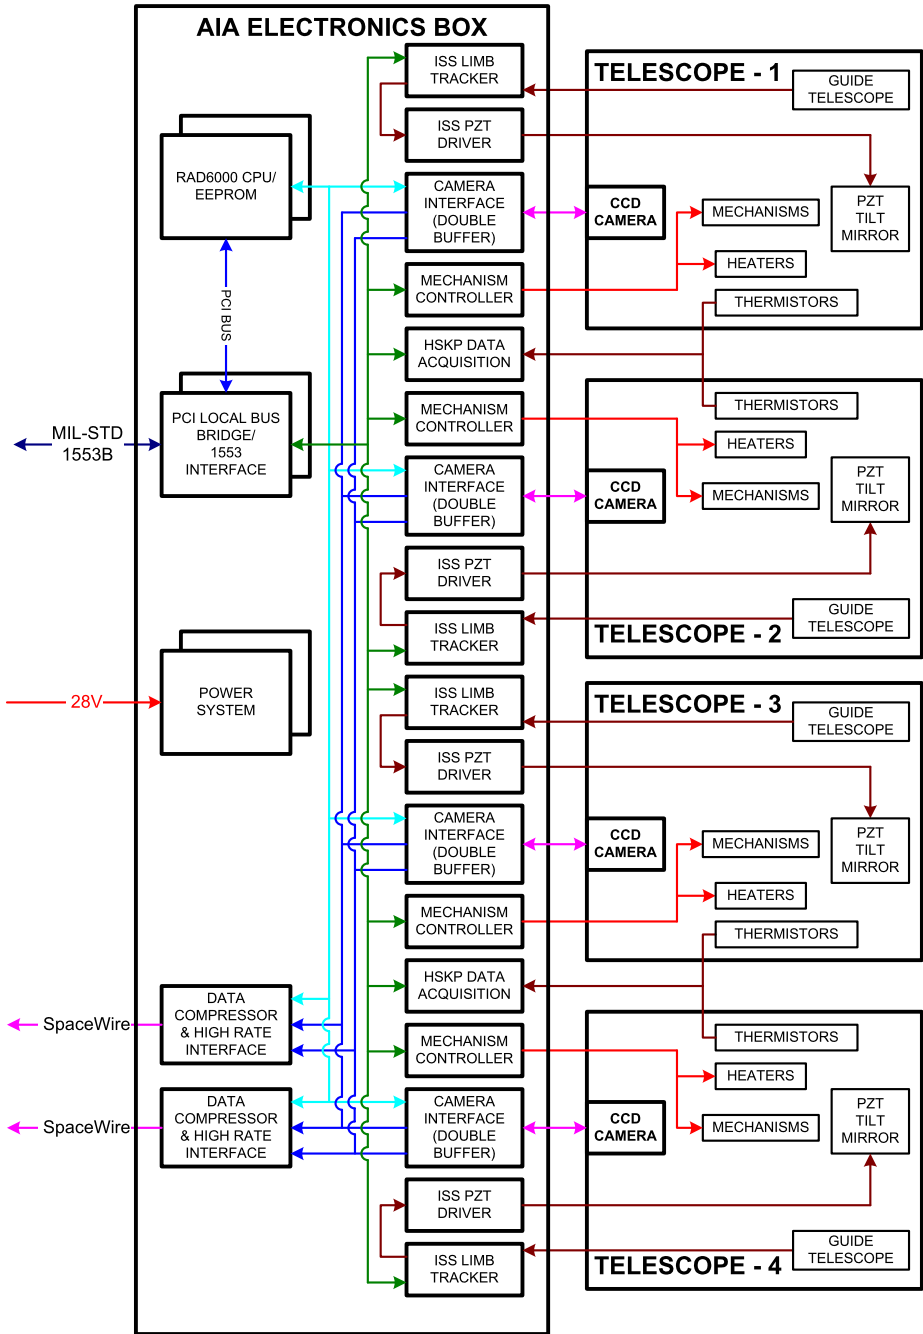 AIA ELECTRONICS BOX
RAD6000 CPU/
EEPROM
PCI BUS
MIL-STD
1553B
PCI LOCAL BUS
BRIDGE/
1553
INTERFACE
28V
POWER
SYSTEM
SpaceWire
DATA
COMPRESSOR
& HIGH RATE
INTERFACE
SpaceWire
DATA
COMPRESSOR
& HIGH RATE
INTERFACE
ISS LIMB
TRACKER
ISS PZT
DRIVER
CAMERA
INTERFACE
(DOUBLE
BUFFER)
MECHANISM
CONTROLLER
HSKP DATA
ACQUISITION
MECHANISM
CONTROLLER
CAMERA
INTERFACE
(DOUBLE
BUFFER)
ISS PZT
DRIVER
ISS LIMB
TRACKER
ISS LIMB
TRACKER
ISS PZT
DRIVER
CAMERA
INTERFACE
(DOUBLE
BUFFER)
MECHANISM
CONTROLLER
HSKP DATA
ACQUISITION
MECHANISM
CONTROLLER
CAMERA
INTERFACE
(DOUBLE
BUFFER)
ISS PZT
DRIVER
ISS LIMB
TRACKER
TELESCOPE - 1
GUIDE
TELESCOPE
CCD
CAMERA
MECHANISMS
HEATERS
THERMISTORS
PZT
TILT
MIRROR
THERMISTORS
HEATERS
CCD
CAMERA
MECHANISMS
PZT
TILT
MIRROR
GUIDE
TELESCOPE
TELESCOPE - 2
TELESCOPE - 3
GUIDE
TELESCOPE
CCD
CAMERA
MECHANISMS
HEATERS
THERMISTORS
PZT
TILT
MIRROR
THERMISTORS
HEATERS
CCD
CAMERA
MECHANISMS
PZT
TILT
MIRROR
GUIDE
TELESCOPE
TELESCOPE - 4